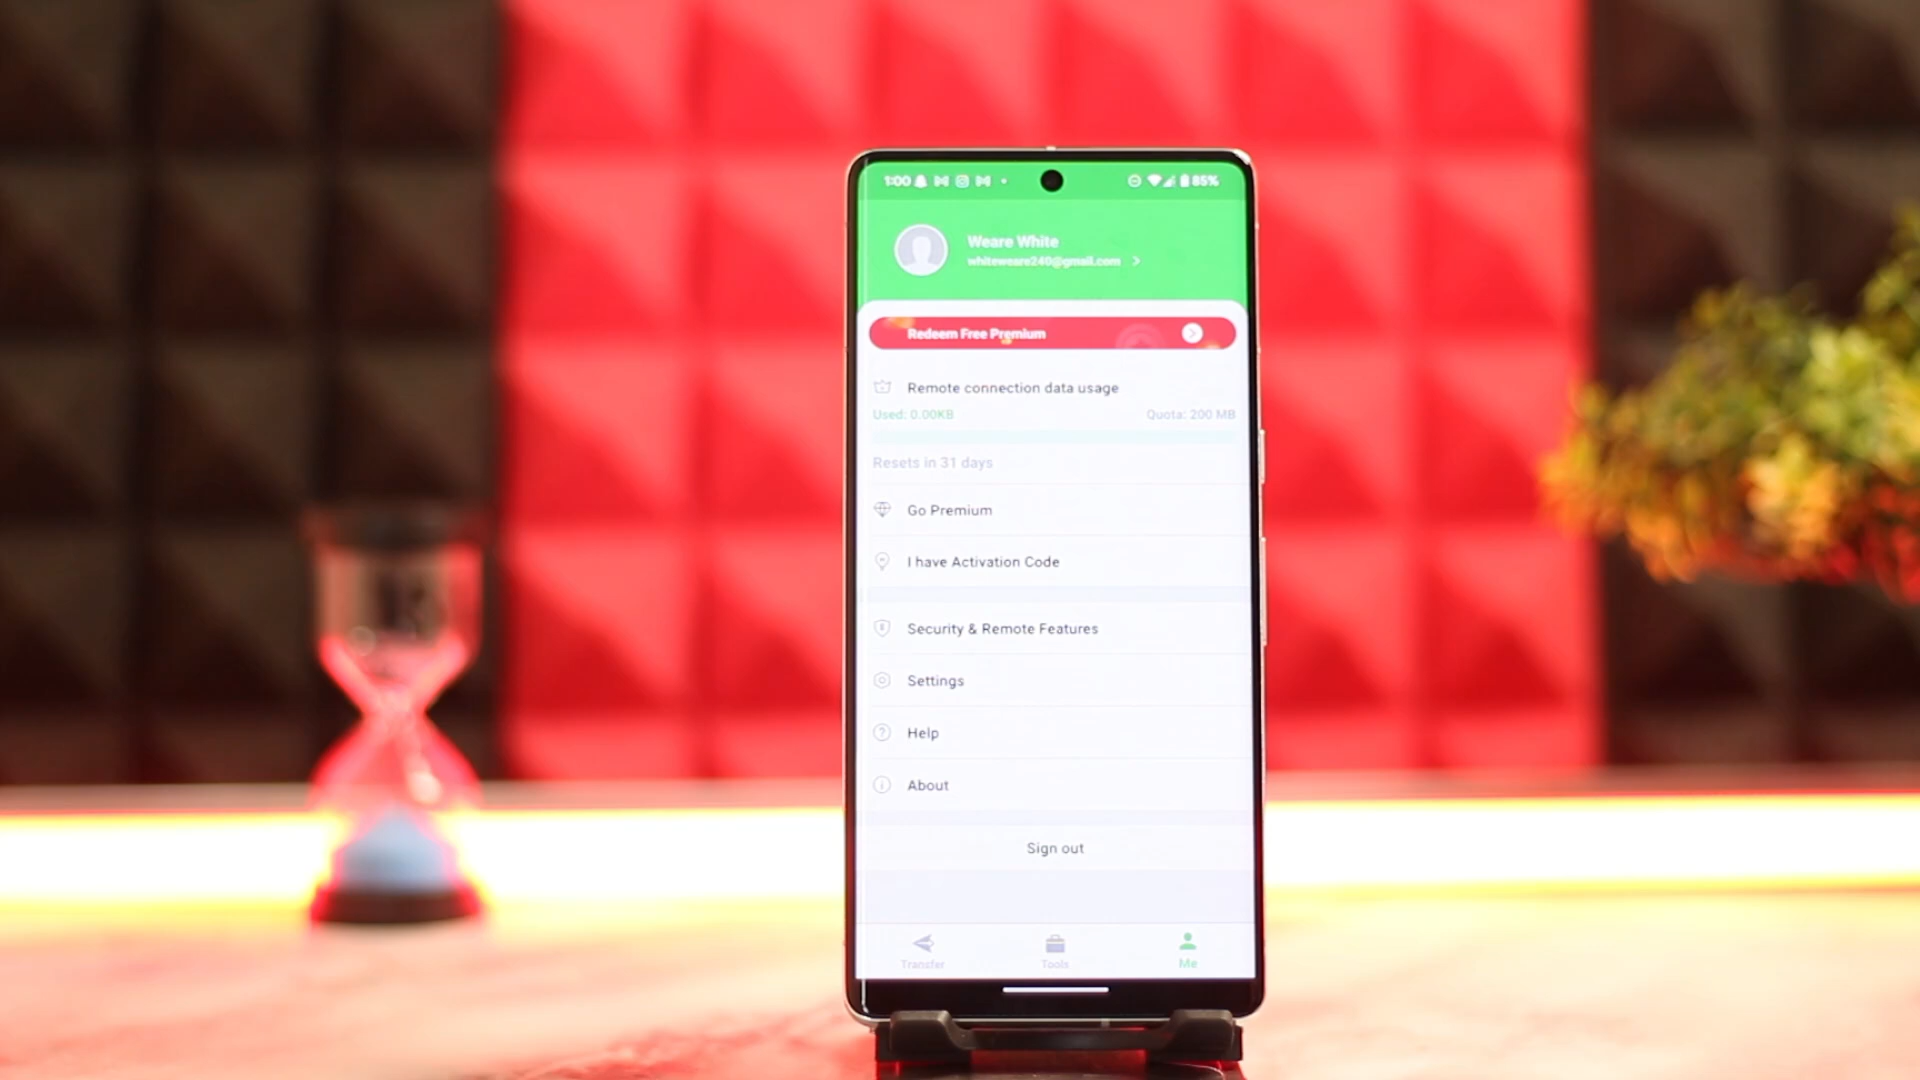 1:00 85%
Weare White
whiteweare240@gmail.com
Redeem Free Premium
Remote connection data usage
Used: 0.00KB Quota: 200 MB
Resets in 31 days
Go Premium
I have Activation Code
Security & Remote Features
Settings
Help
About
Sign out
Transfer Tools Me